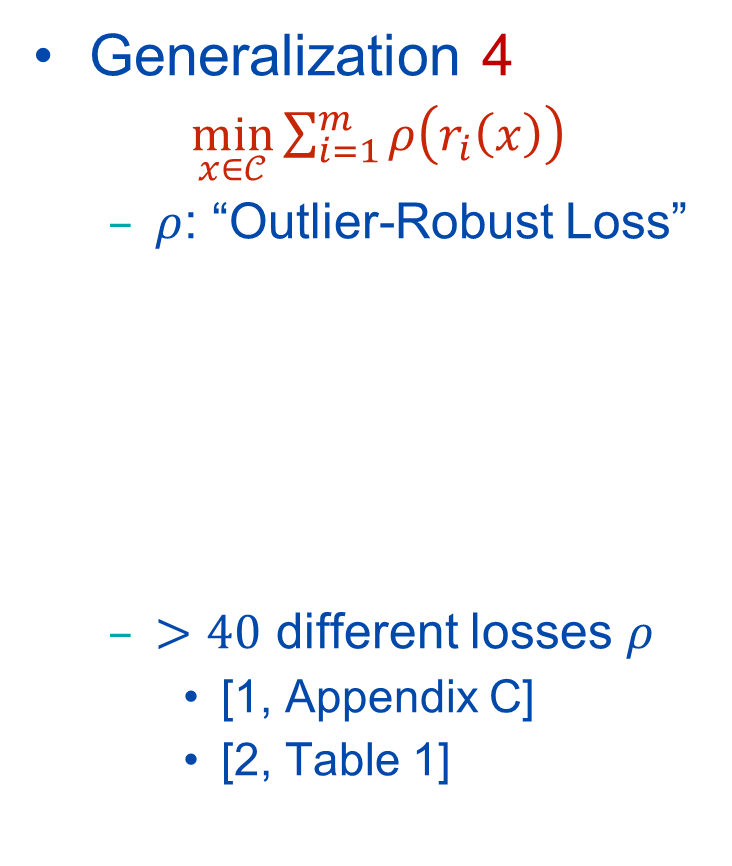 • Generalization 4
min_{x∈𝒞} ∑_{i=1}^{m} ρ(r_i(x))
– ρ: “Outlier-Robust Loss”
– > 40 different losses ρ
• [1, Appendix C]
• [2, Table 1]